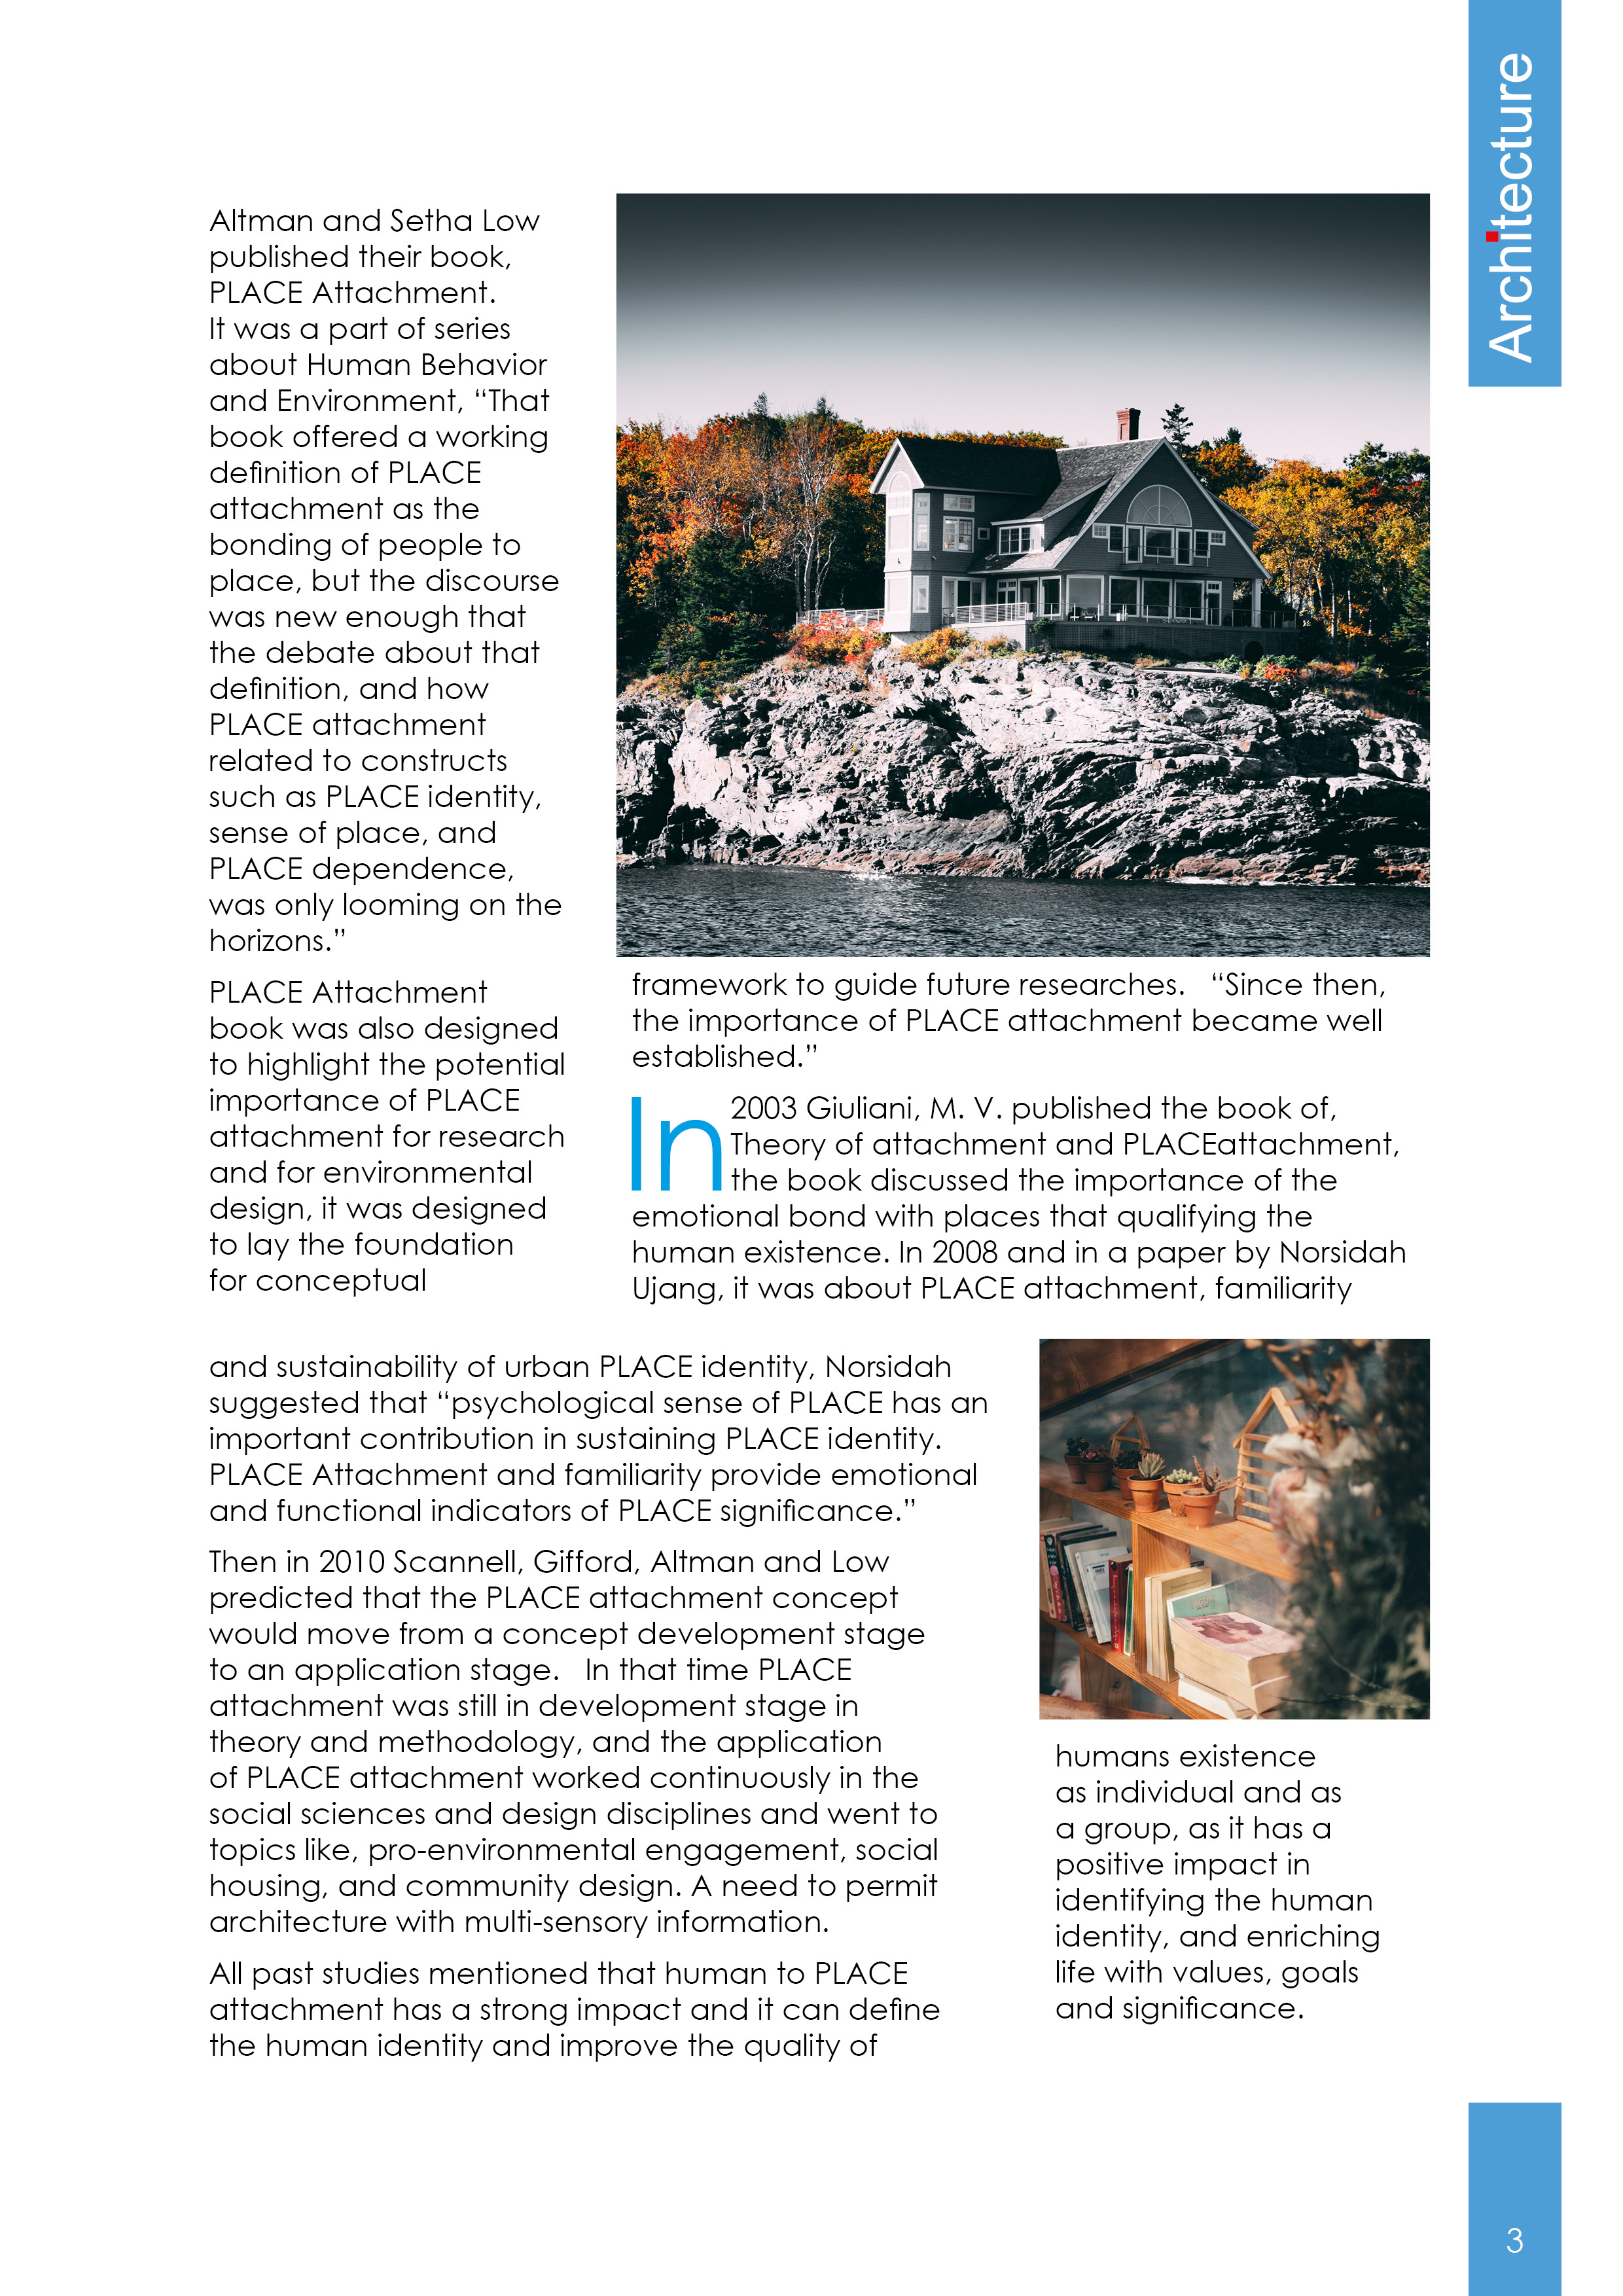 Architecture
Altman and Setha Low
published their book,
PLACE Attachment.
It was a part of series
about Human Behavior
and Environment, “That
book offered a working
definition of PLACE
attachment as the
bonding of people to
place, but the discourse
was new enough that
the debate about that
definition, and how
PLACE attachment
related to constructs
such as PLACE identity,
sense of place, and
PLACE dependence,
was only looming on the
horizons.”
PLACE Attachment
book was also designed
to highlight the potential
importance of PLACE
attachment for research
and for environmental
design, it was designed
to lay the foundation
for conceptual
framework to guide future researches.   “Since then,
the importance of PLACE attachment became well
established.”
In 2003 Giuliani, M. V. published the book of,
Theory of attachment and PLACEattachment,
the book discussed the importance of the
emotional bond with places that qualifying the
human existence. In 2008 and in a paper by Norsidah
Ujang, it was about PLACE attachment, familiarity
and sustainability of urban PLACE identity, Norsidah
suggested that “psychological sense of PLACE has an
important contribution in sustaining PLACE identity.
PLACE Attachment and familiarity provide emotional
and functional indicators of PLACE significance.”
Then in 2010 Scannell, Gifford, Altman and Low
predicted that the PLACE attachment concept
would move from a concept development stage
to an application stage.   In that time PLACE
attachment was still in development stage in
theory and methodology, and the application
of PLACE attachment worked continuously in the
social sciences and design disciplines and went to
topics like, pro-environmental engagement, social
housing, and community design. A need to permit
architecture with multi-sensory information.
All past studies mentioned that human to PLACE
attachment has a strong impact and it can define
the human identity and improve the quality of
humans existence
as individual and as
a group, as it has a
positive impact in
identifying the human
identity, and enriching
life with values, goals
and significance.
3